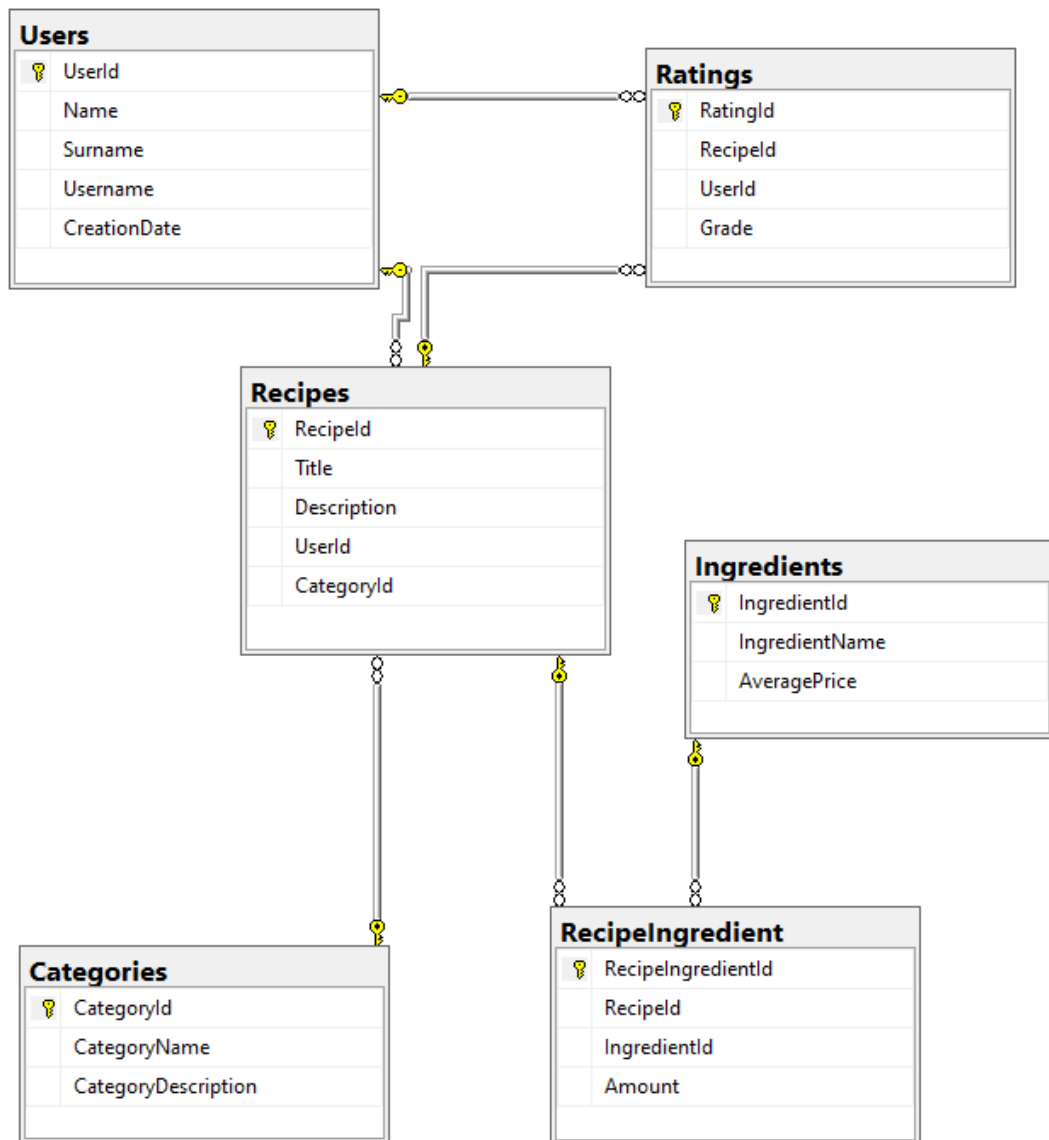 Users
UserId
Name
Surname
Username
CreationDate
Ratings
RatingId
RecipeId
UserId
Grade
Recipes
RecipeId
Title
Description
UserId
CategoryId
Ingredients
IngredientId
IngredientName
AveragePrice
Categories
CategoryId
CategoryName
CategoryDescription
RecipeIngredient
RecipeIngredientId
RecipeId
IngredientId
Amount